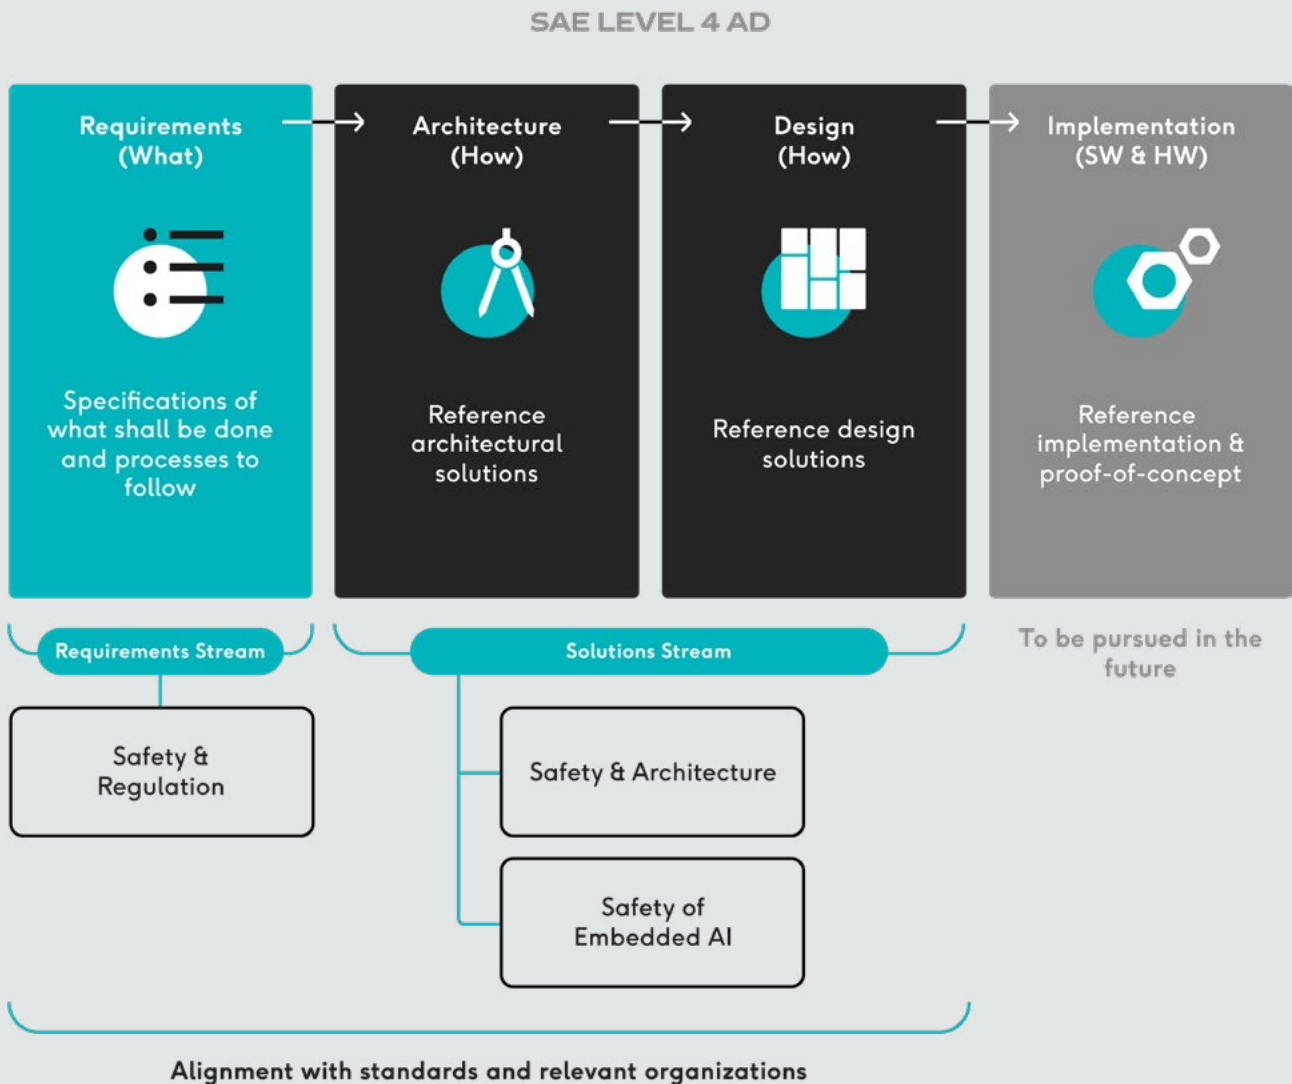 SAE LEVEL 4 AD
Requirements
(What)
Specifications of
what shall be done
and processes to
follow
Architecture
(How)
Reference
architectural
solutions
Design
(How)
Reference design
solutions
Implementation
(SW & HW)
Reference
implementation &
proof-of-concept
Requirements Stream
Solutions Stream
To be pursued in the
future
Safety &
Regulation
Safety & Architecture
Safety of
Embedded AI
Alignment with standards and relevant organizations